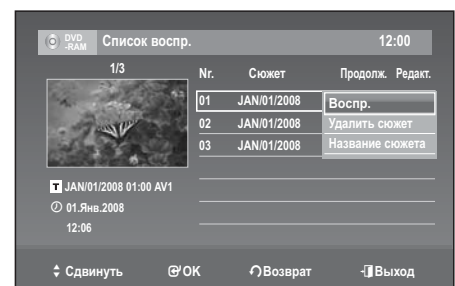 DVD -RAM Список воспр. 12:00
1/3
Nr. Сюжет Продолж. Редакт.
01 JAN/01/2008 Воспр.
02 JAN/01/2008 Удалить сюжет
03 JAN/01/2008 Название сюжета
T JAN/01/2008 01:00 AV1
01.Янв.2008
12:06
Сдвинуть OK Возврат Выход